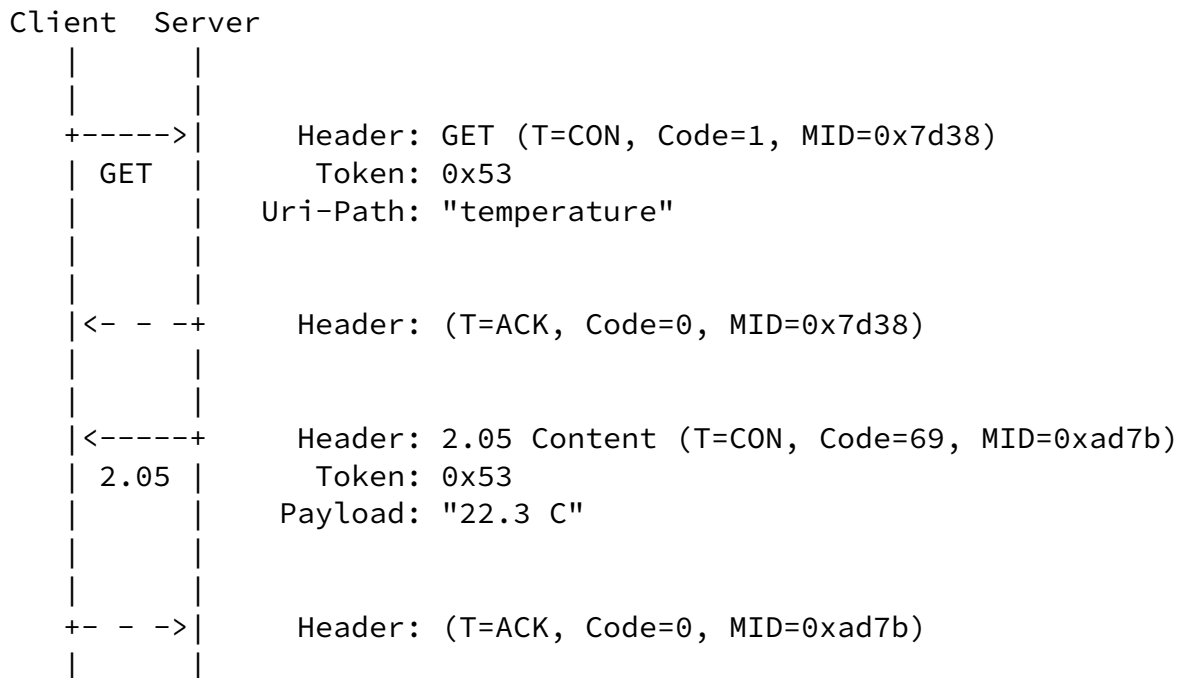 Client  Server
   |      |
   |      |
   +----->|     Header: GET (T=CON, Code=1, MID=0x7d38)
   | GET  |      Token: 0x53
   |      |   Uri-Path: "temperature"
   |      |
   |      |
   |<- - -+     Header: (T=ACK, Code=0, MID=0x7d38)
   |      |
   |      |
   |<-----+     Header: 2.05 Content (T=CON, Code=69, MID=0xad7b)
   | 2.05 |      Token: 0x53
   |      |    Payload: "22.3 C"
   |      |
   |      |
   +- - ->|     Header: (T=ACK, Code=0, MID=0xad7b)
   |      |